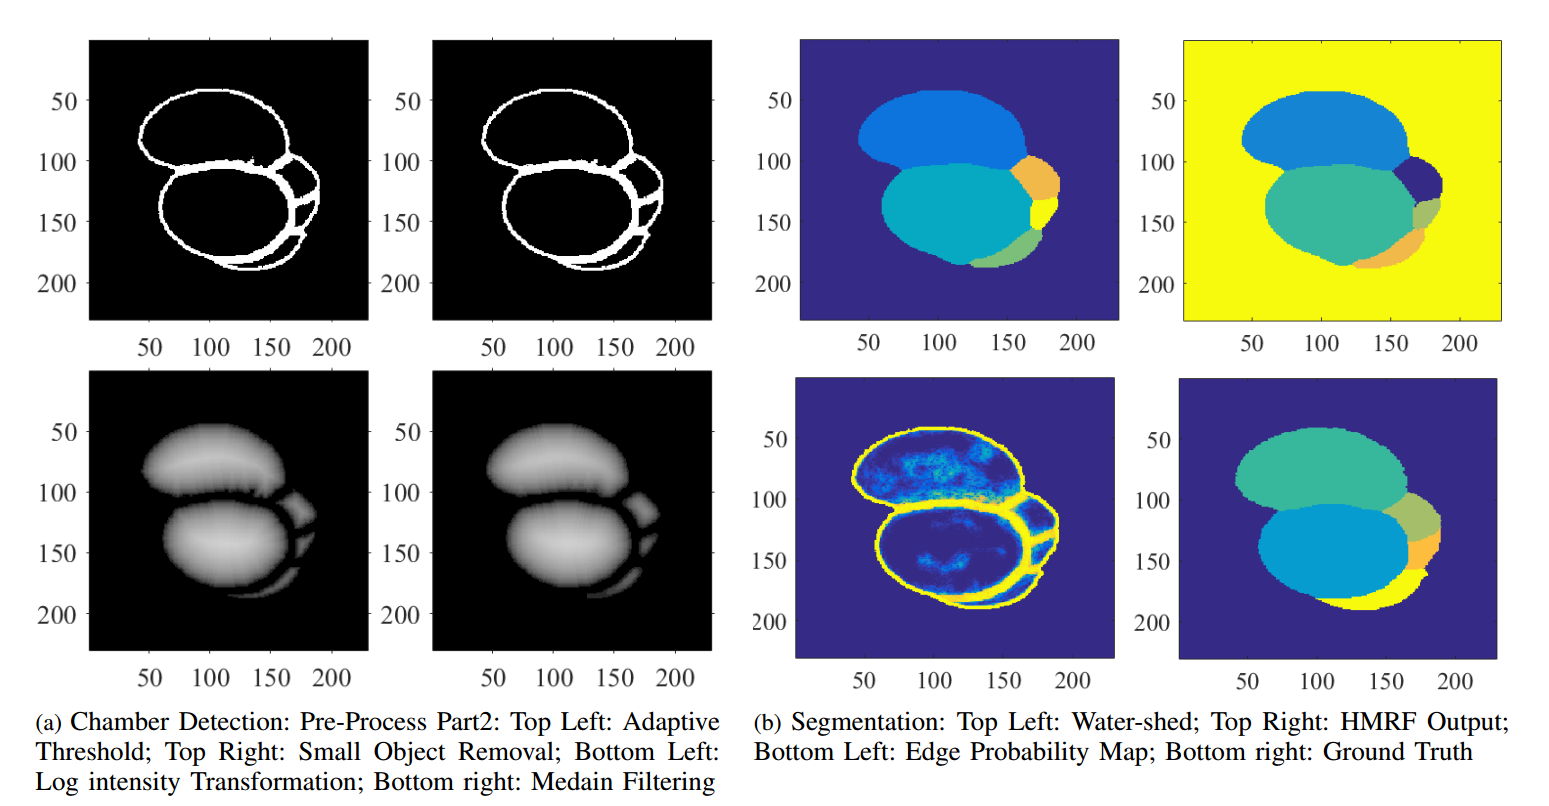 50
100
150
200
50 100 150 200
50
100
150
200
50 100 150 200
50
100
150
200
50 100 150 200
50
100
150
200
50 100 150 200
50
100
150
200
50 100 150 200
50
100
150
200
50 100 150 200
50
100
150
200
50 100 150 200
50
100
150
200
50 100 150 200
(a) Chamber Detection: Pre-Process Part2: Top Left: Adaptive
Threshold; Top Right: Small Object Removal; Bottom Left:
Log intensity Transformation; Bottom right: Medain Filtering
(b) Segmentation: Top Left: Water-shed; Top Right: HMRF Output;
Bottom Left: Edge Probability Map; Bottom right: Ground Truth